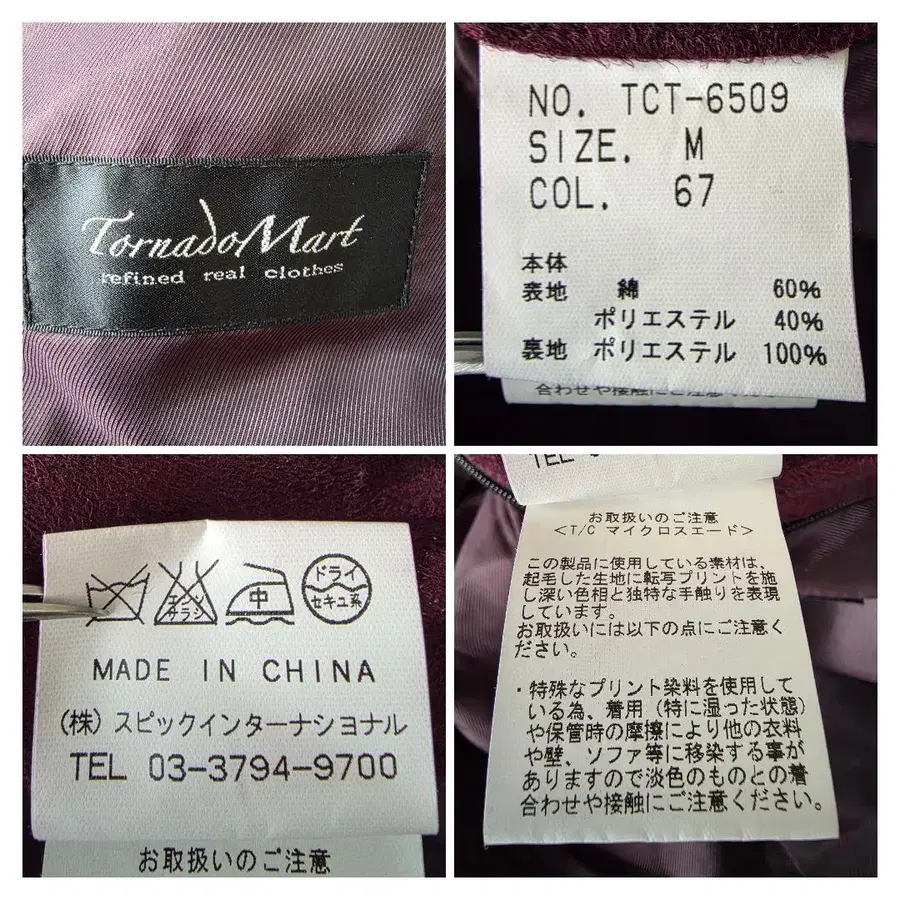 TornadoMart
refined real clothes
NO. TCT-6509
SIZE. M
COL. 67
本体
表地 綿 60%
ポリエステル 40%
裏地 ポリエステル 100%
合わせや接触に
エンソ
サラシ
中
ドライ
セキユ系
MADE IN CHINA
(株)スピックインターナショナル
TEL 03-3794-9700
お取扱いのご注意
TEL
お取扱いのご注意
<T/C マイクロスエード>
この製品に使用している素材は、
起毛した生地に転写プリントを施
し深い色相と独特な手触りを表現
しています。
お取扱いには以下の点にご注意く
ださい。
・特殊なプリント染料を使用して
いる為、着用(特に湿った状態)
や保管時の摩擦により他の衣料
や壁、ソファ等に移染する事が
ありますので淡色のものとの着
合わせや接触にご注意ください。